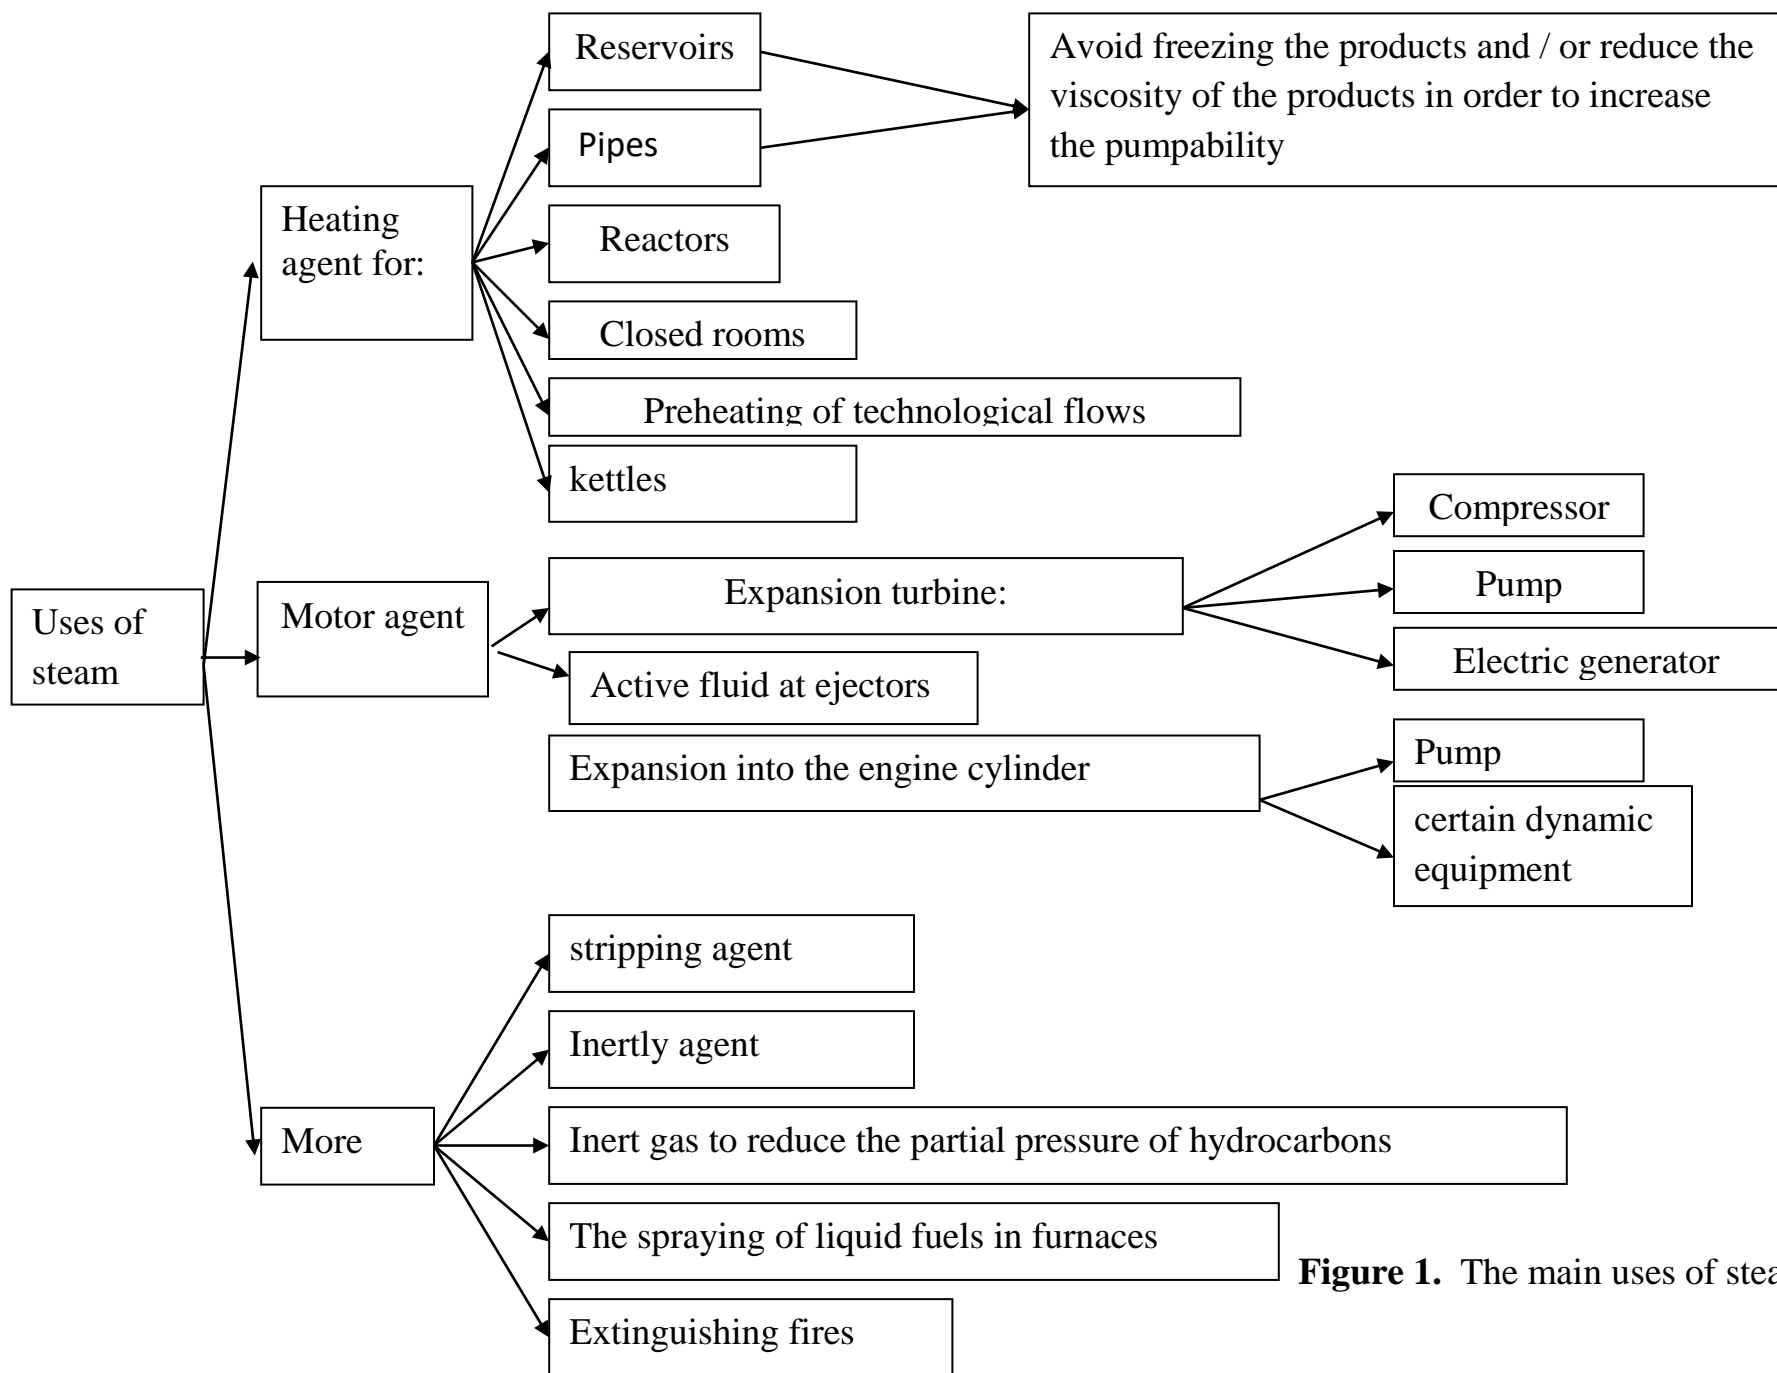 Reservoirs
Avoid freezing the products and / or reduce the
viscosity of the products in order to increase
the pumpability
Pipes
Heating
agent for:
Reactors
Closed rooms
Preheating of technological flows
kettles
Compressor
Expansion turbine:
Pump
Uses of
steam
Motor agent
Electric generator
Active fluid at ejectors
Expansion into the engine cylinder
Pump
certain dynamic
equipment
stripping agent
Inertly agent
More
Inert gas to reduce the partial pressure of hydrocarbons
The spraying of liquid fuels in furnaces
Figure 1. The main uses of stea
Extinguishing fires